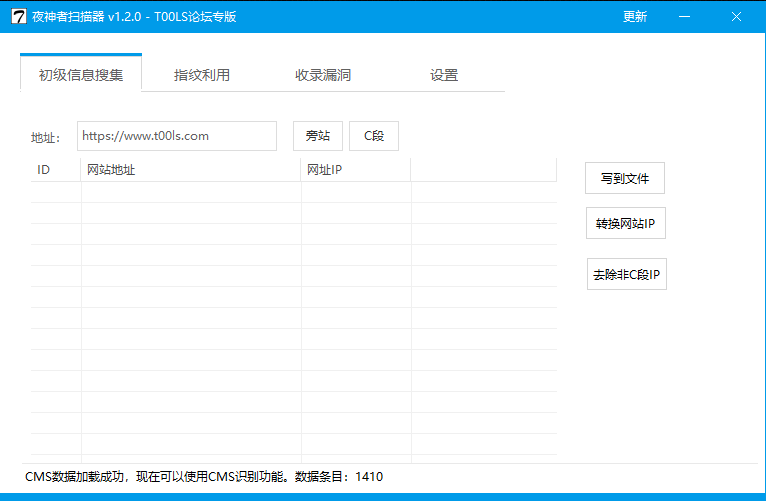 夜神者扫描器 v1.2.0 - T00LS论坛专版 更新
初级信息搜集 指纹利用 收录漏洞 设置
地址： https://www.t00ls.com 旁站 C段
ID 网站地址 网址IP
写到文件
转换网站IP
去除非C段IP
CMS数据加载成功，现在可以使用CMS识别功能。数据条目：1410